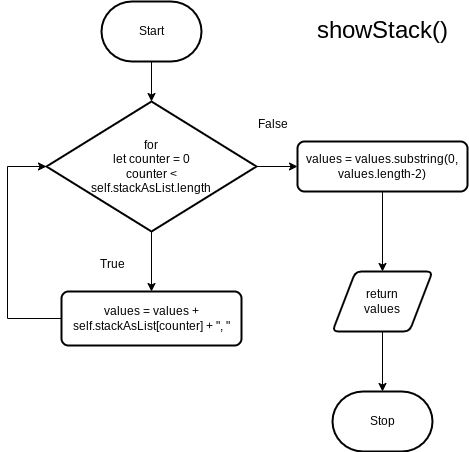 Start
showStack()
for
let counter = 0
counter <
self.stackAsList.length
False
values = values.substring(0,
values.length-2)
True
values = values +
self.stackAsList[counter] + ", "
return
values
Stop